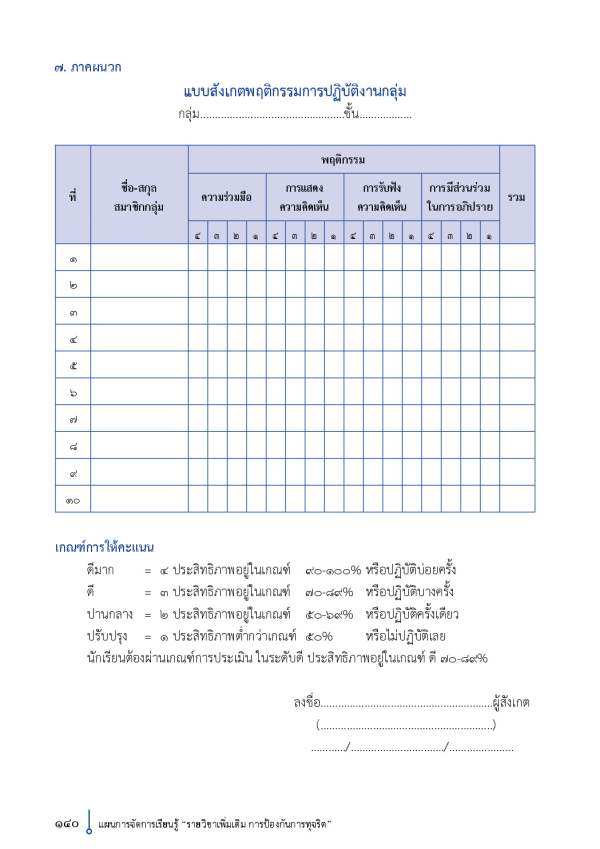 ๗. ภาคผนวก
แบบสังเกตพฤติกรรมการปฏิบัติงานกลุ่ม
กลุ่ม.................................................ชั้น..................
พฤติกรรม
ที่ ชื่อ-สกุล ความร่วมมือ การแสดง การรับฟัง การมีส่วนร่วม รวม
สมาชิกกลุ่ม ความคิดเห็น ความคิดเห็น ในการอภิปราย
๔ ๓ ๒ ๑ ๔ ๓ ๒ ๑ ๔ ๓ ๒ ๑ ๔ ๓ ๒ ๑
๑
๒
๓
๔
๕
๖
๗
๘
๙
๑๐
เกณฑ์การให้คะแนน
ดีมาก = ๔ ประสิทธิภาพอยู่ในเกณฑ์ ๙๐-๑๐๐% หรือปฏิบัติบ่อยครั้ง
ดี = ๓ ประสิทธิภาพอยู่ในเกณฑ์ ๗๐-๘๙% หรือปฏิบัติบางครั้ง
ปานกลาง = ๒ ประสิทธิภาพอยู่ในเกณฑ์ ๕๐-๖๙% หรือปฏิบัติครั้งเดียว
ปรับปรุง = ๑ ประสิทธิภาพต่ำกว่าเกณฑ์ ๕๐% หรือไม่ปฏิบัติเลย
นักเรียนต้องผ่านเกณฑ์การประเมิน ในระดับดี ประสิทธิภาพอยู่ในเกณฑ์ ดี ๗๐-๘๙%
ลงชื่อ...........................................................ผู้สังเกต
(...........................................................)
............/................................/......................
๑๔๐ แผนการจัดการเรียนรู้ “รายวิชาเพิ่มเติม การป้องกันการทุจริต”